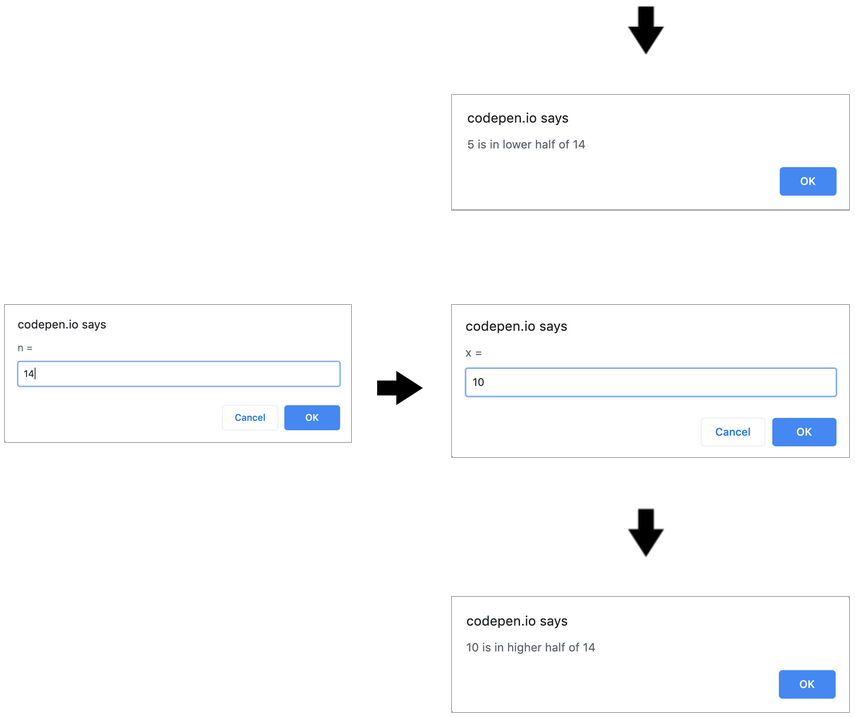 codepen.io says
5 is in lower half of 14
OK
codepen.io says
n =
14
Cancel OK
codepen.io says
x =
10
Cancel OK
codepen.io says
10 is in higher half of 14
OK